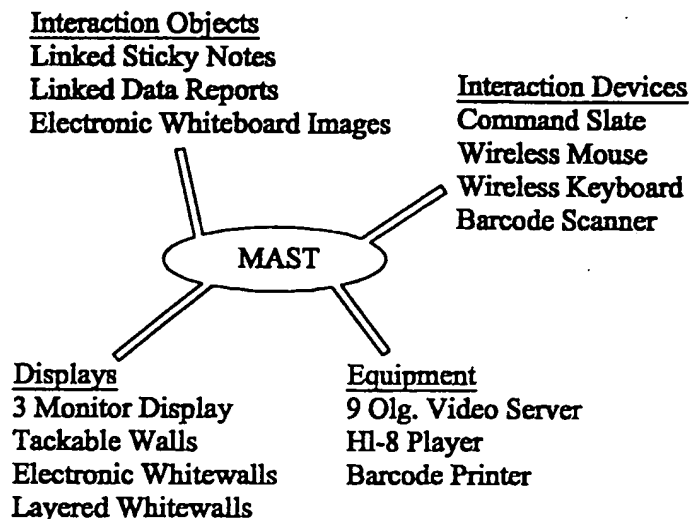 Interaction Objects
Linked Sticky Notes
Linked Data Reports
Electronic Whiteboard Images
Interaction Devices
Command Slate
Wireless Mouse
Wireless Keyboard
Barcode Scanner
MAST
Displays
3 Monitor Display
Tackable Walls
Electronic Whitewalls
Layered Whitewalls
Equipment
9 Olg. Video Server
Hl-8 Player
Barcode Printer